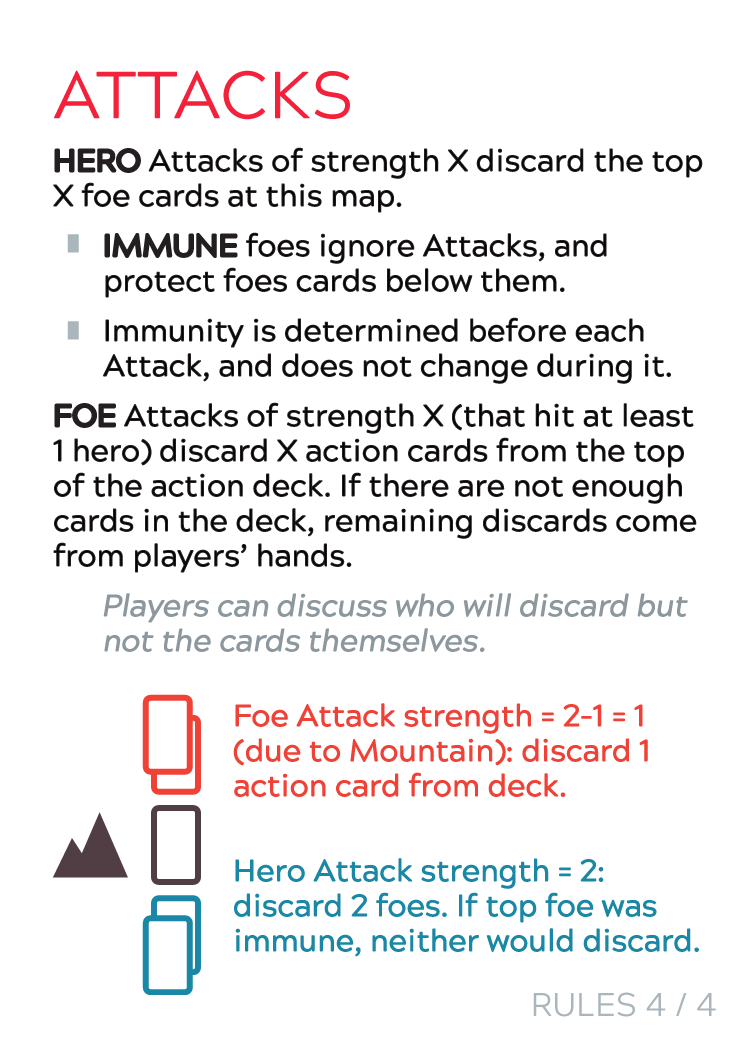 ATTACKS
HERO Attacks of strength X discard the top
X foe cards at this map.
IMMUNE foes ignore Attacks, and
protect foes cards below them.
Immunity is determined before each
Attack, and does not change during it.
FOE Attacks of strength X (that hit at least
1 hero) discard X action cards from the top
of the action deck. If there are not enough
cards in the deck, remaining discards come
from players’ hands.
Players can discuss who will discard but
not the cards themselves.
Foe Attack strength = 2-1 = 1
(due to Mountain): discard 1
action card from deck.
Hero Attack strength = 2:
discard 2 foes. If top foe was
immune, neither would discard.
RULES 4 / 4